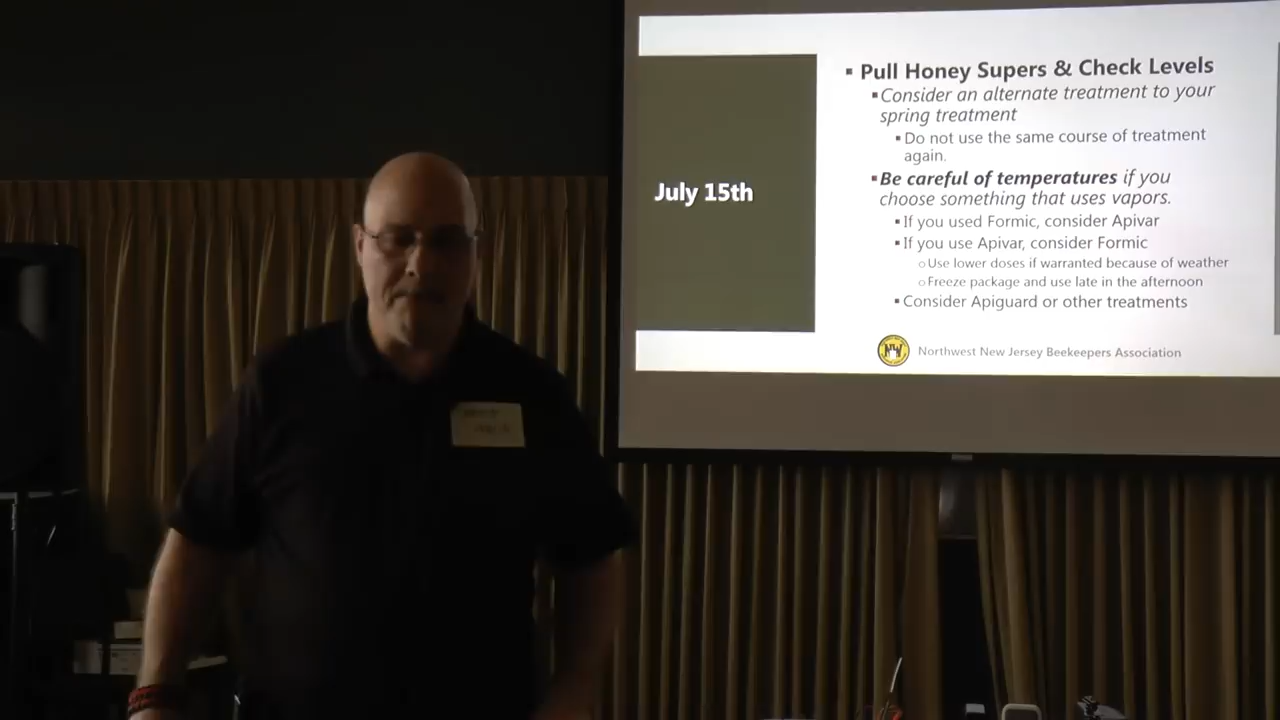 July 15th
Pull Honey Supers & Check Levels
Consider an alternate treatment to your
spring treatment
Do not use the same course of treatment
again.
Be careful of temperatures if you
choose something that uses vapors.
If you used Formic, consider Apivar
If you use Apivar, consider Formic
Use lower doses if warranted because of weather
Freeze package and use late in the afternoon
Consider Apiguard or other treatments
Northwest New Jersey Beekeepers Association